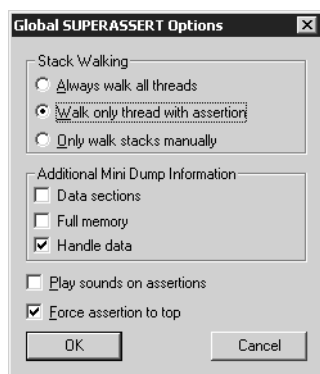 Global SUPERASSERT Options
Stack Walking
Always walk all threads
Walk only thread with assertion
Only walk stacks manually
Additional Mini Dump Information
Data sections
Full memory
Handle data
Play sounds on assertions
Force assertion to top
OK Cancel